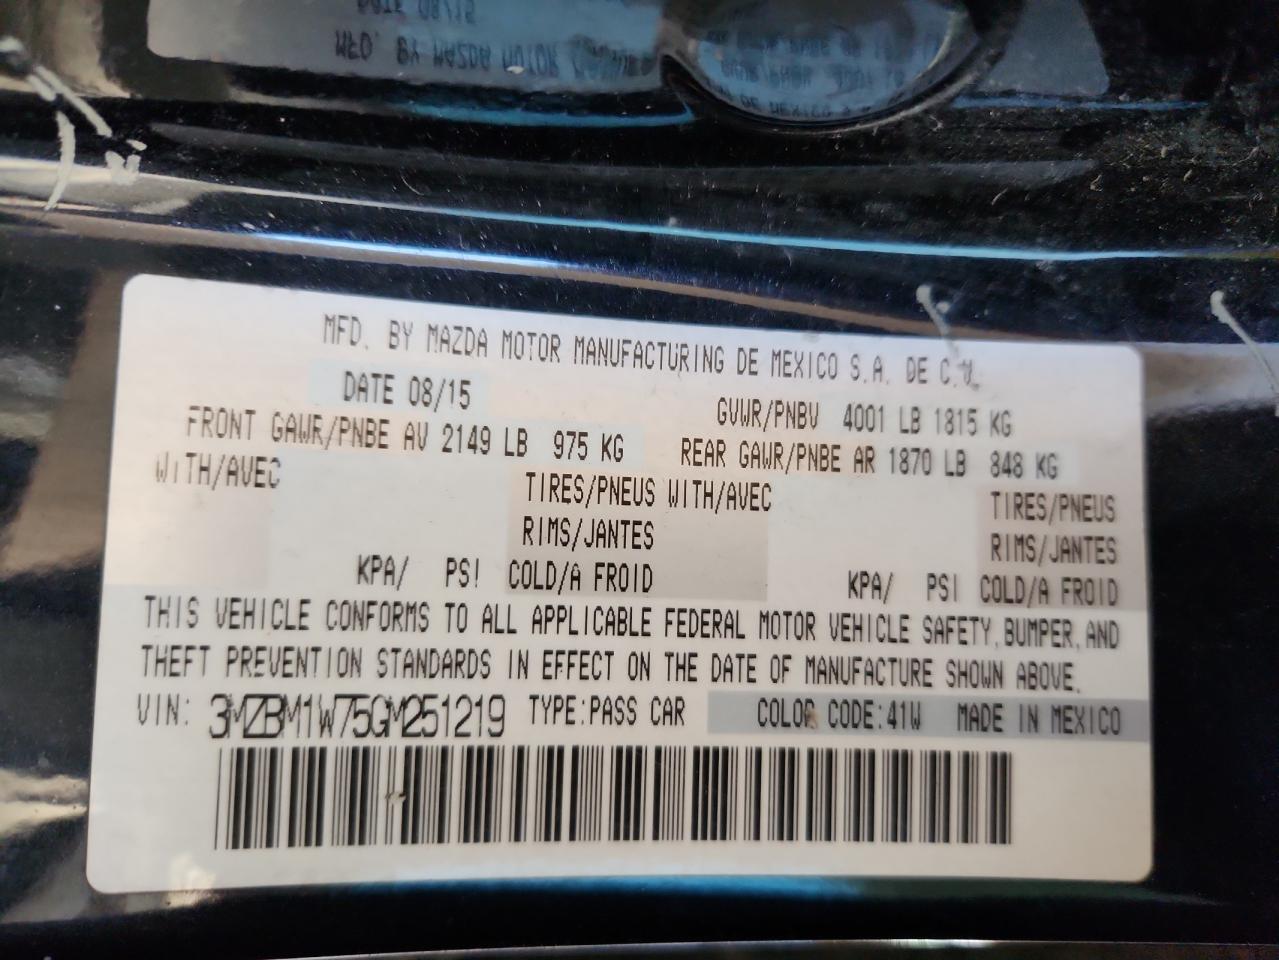 MFD. BY MAZDA MOTOR MANUFACTURING DE MEXICO S.A. DE C.V.
DATE 08/15 GVWR/PNBV 4001 LB 1815 KG
FRONT GAWR/PNBE AV 2149 LB 975 KG REAR GAWR/PNBE AR 1870 LB 848 KG
WITH/AVEC TIRES/PNEUS WITH/AVEC TIRES/PNEUS
RIMS/JANTES RIMS/JANTES
KPA/ PSI COLD/A FROID KPA/ PSI COLD/A FROID
THIS VEHICLE CONFORMS TO ALL APPLICABLE FEDERAL MOTOR VEHICLE SAFETY, BUMPER, AND
THEFT PREVENTION STANDARDS IN EFFECT ON THE DATE OF MANUFACTURE SHOWN ABOVE.
VIN: 3MZBM1W75GM251219 TYPE:PASS CAR COLOR CODE:41W MADE IN MEXICO